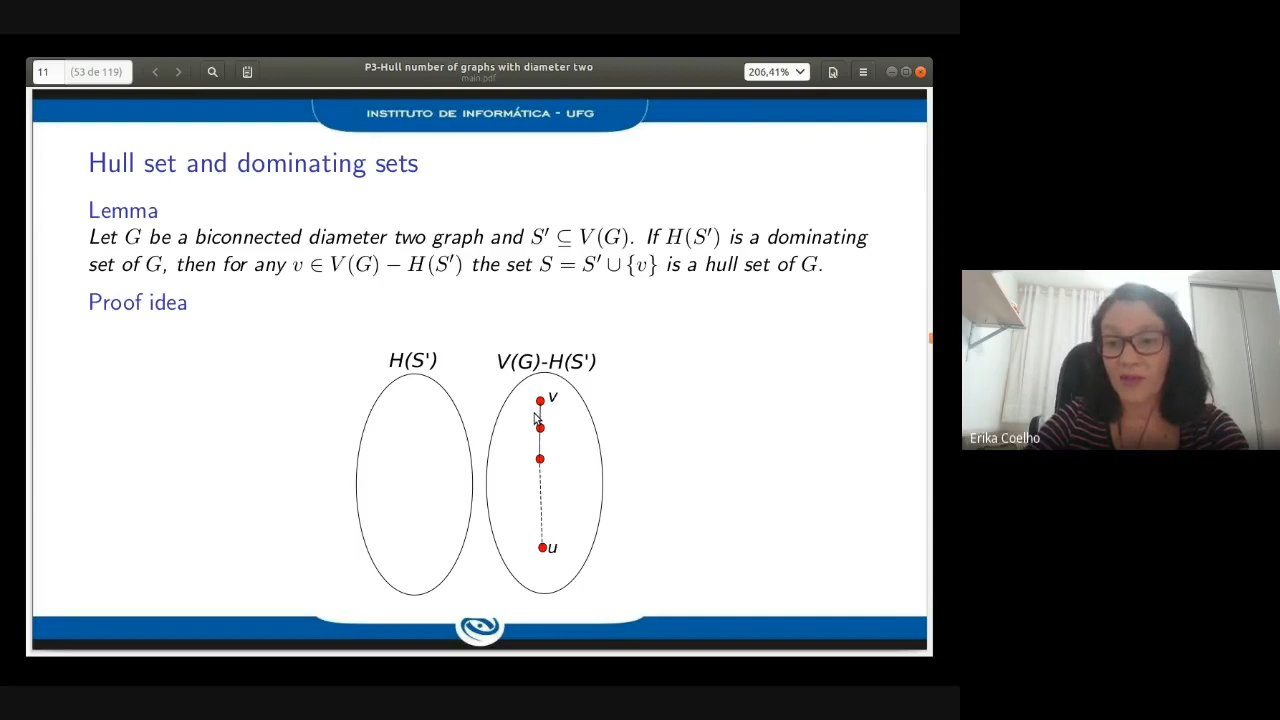 11 (53 de 119)
P3-Hull number of graphs with diameter two
main.pdf
206,41%
INSTITUTO DE INFORMÁTICA - UFG
Hull set and dominating sets
Lemma
Let G be a biconnected diameter two graph and S′ ⊆ V(G). If H(S′) is a dominating
set of G, then for any v ∈ V(G) − H(S′) the set S = S′ ∪ {v} is a hull set of G.
Proof idea
H(S') V(G)-H(S')
v
u
Erika Coelho